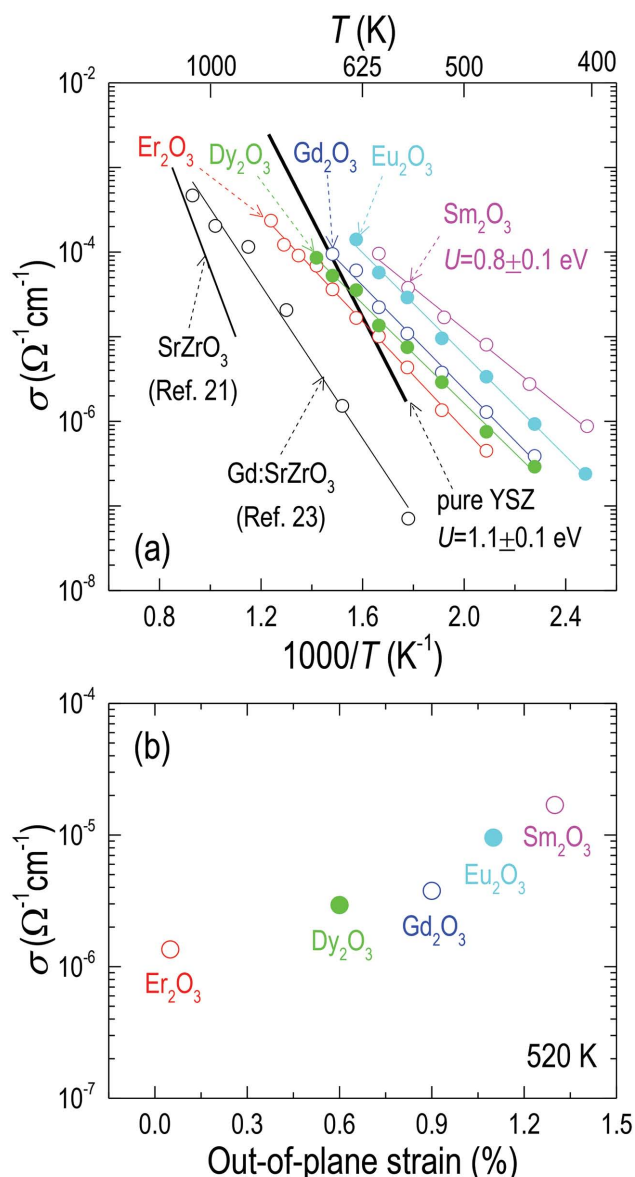 T (K)
1000 625 500 400
10⁻²
Er₂O₃ Dy₂O₃ Gd₂O₃ Eu₂O₃
Sm₂O₃
U=0.8±0.1 eV
10⁻⁴
σ (Ω⁻¹cm⁻¹)
SrZrO₃
(Ref. 21)
10⁻⁶
Gd:SrZrO₃
(Ref. 23)
pure YSZ
U=1.1±0.1 eV
(a)
10⁻⁸
0.8 1.2 1.6 2.0 2.4
1000/T (K⁻¹)
10⁻⁴
(b)
Sm₂O₃
10⁻⁵
Eu₂O₃
σ (Ω⁻¹cm⁻¹)
Gd₂O₃
Dy₂O₃
10⁻⁶
Er₂O₃
520 K
10⁻⁷
0.0 0.3 0.6 0.9 1.2 1.5
Out-of-plane strain (%)